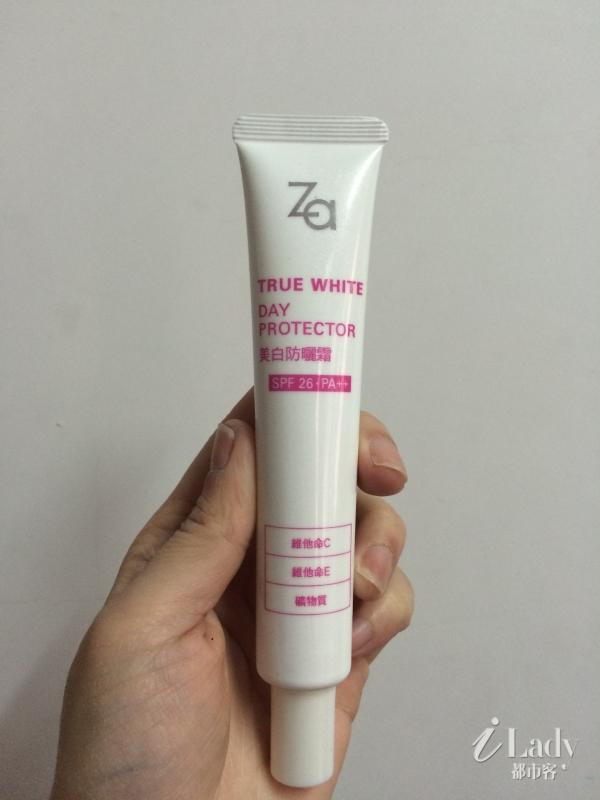 Za
TRUE WHITE
DAY
PROTECTOR
美白防曬霜
SPF 26·PA++
維他命C
維他命E
礦物質
iLady
都市客